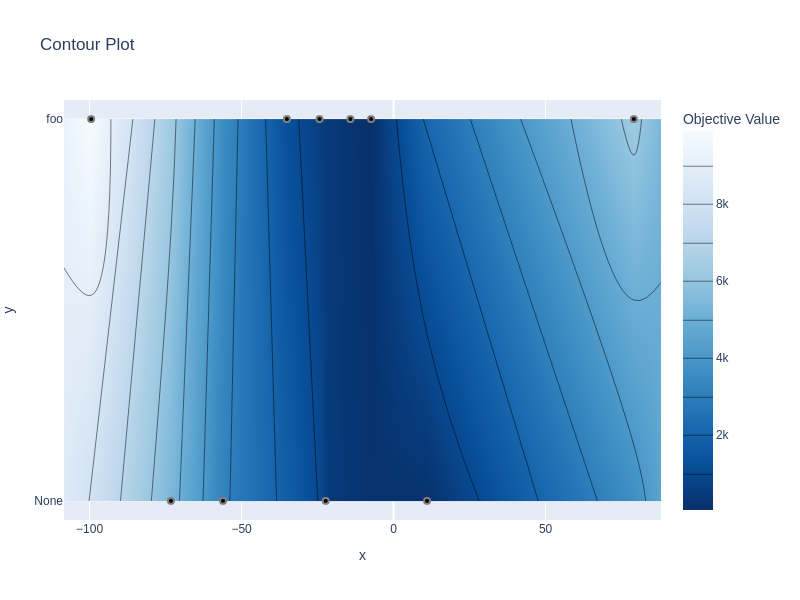 Contour Plot
Objective Value
foo
None
y
−100
−50
0
50
x
8k
6k
4k
2k